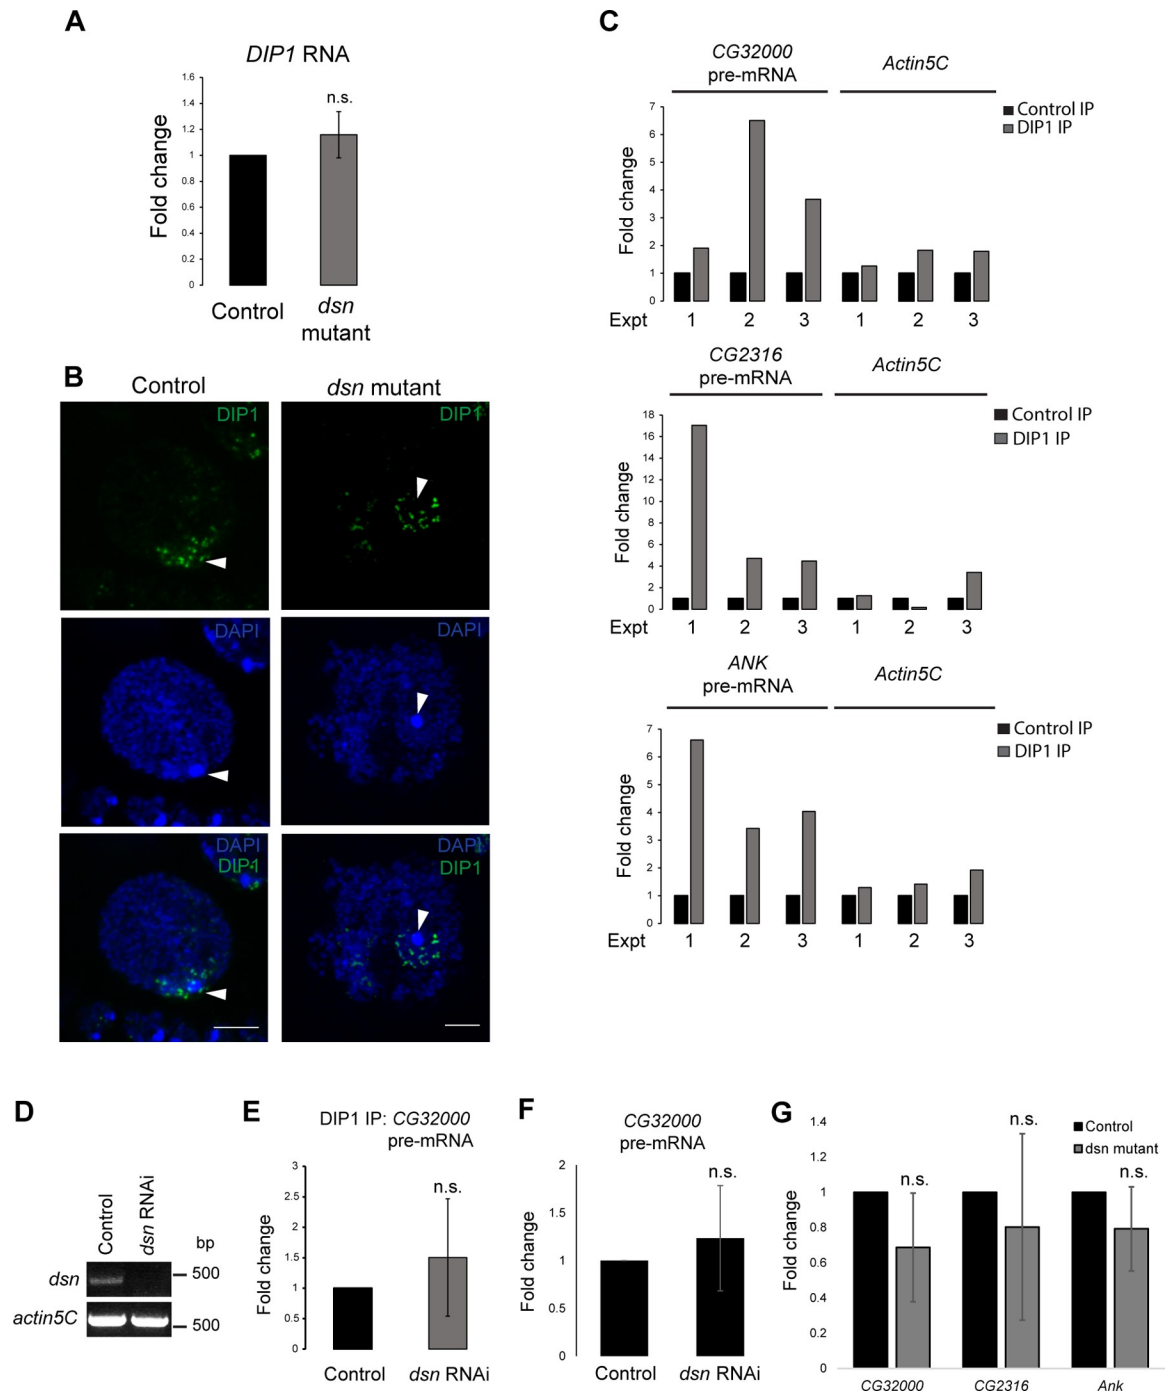 A
DIP1 RNA
Fold change
1.6
1.4
1.2
1
0.8
0.6
0.4
0.2
0
n.s.
Control
dsn
mutant
B
Control
dsn mutant
DIP1
DIP1
DAPI
DAPI
DAPI
DIP1
DAPI
DIP1
C
CG32000
pre-mRNA
Actin5C
Control IP
DIP1 IP
Fold change
7
6
5
4
3
2
1
0
Expt 1 2 3 1 2 3
CG2316
pre-mRNA
Actin5C
Control IP
DIP1 IP
Fold change
18
16
14
12
10
8
6
4
2
0
Expt 1 2 3 1 2 3
ANK
pre-mRNA
Actin5C
Control IP
DIP1 IP
Fold change
7
6
5
4
3
2
1
0
Expt 1 2 3 1 2 3
D
Control
dsn RNAi
bp
dsn
500
actin5C
500
E
DIP1 IP: CG32000
pre-mRNA
Fold change
3
2.5
2
1.5
1
0.5
0
n.s.
Control
dsn RNAi
F
CG32000
pre-mRNA
Fold change
2
1.5
1
0.5
0
n.s.
Control
dsn RNAi
G
Fold change
1.4
1.2
1
0.8
0.6
0.4
0.2
0
n.s.
n.s.
n.s.
Control
dsn mutant
CG32000
CG2316
Ank